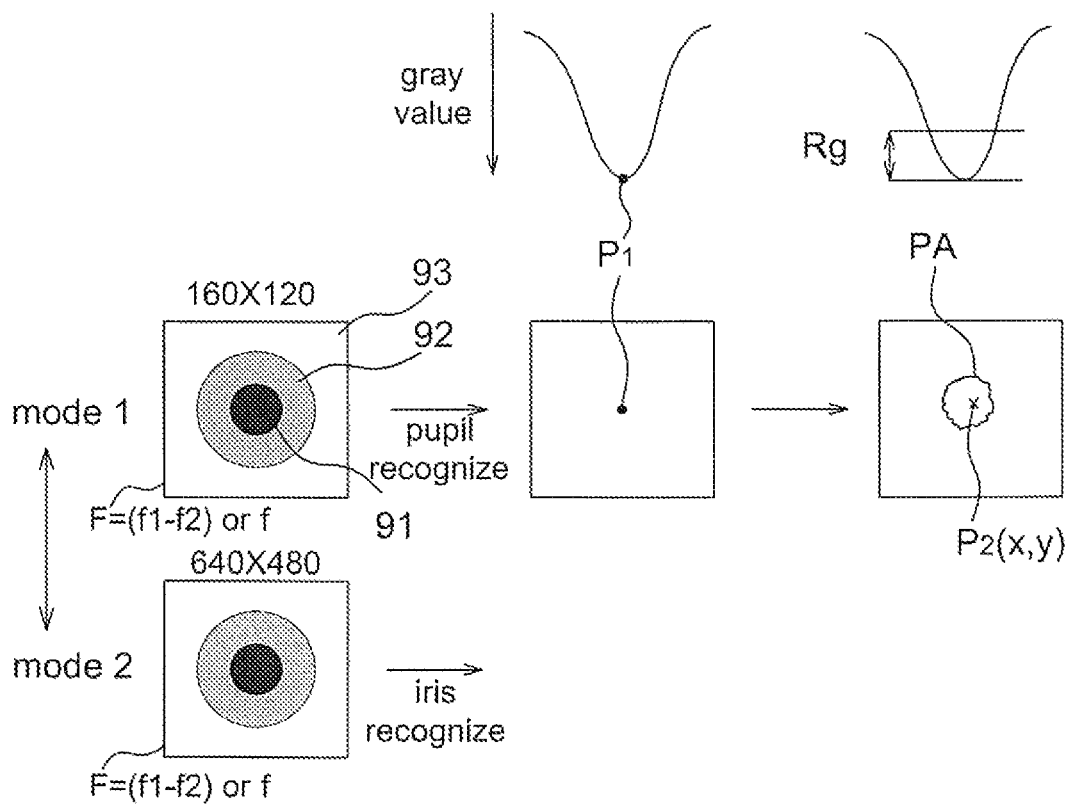 gray
value
Rg
P1
PA
93
160X120
92
mode 1
pupil
recognize
F=(f1-f2) or f
91
P2(x,y)
640X480
mode 2
iris
recognize
F=(f1-f2) or f